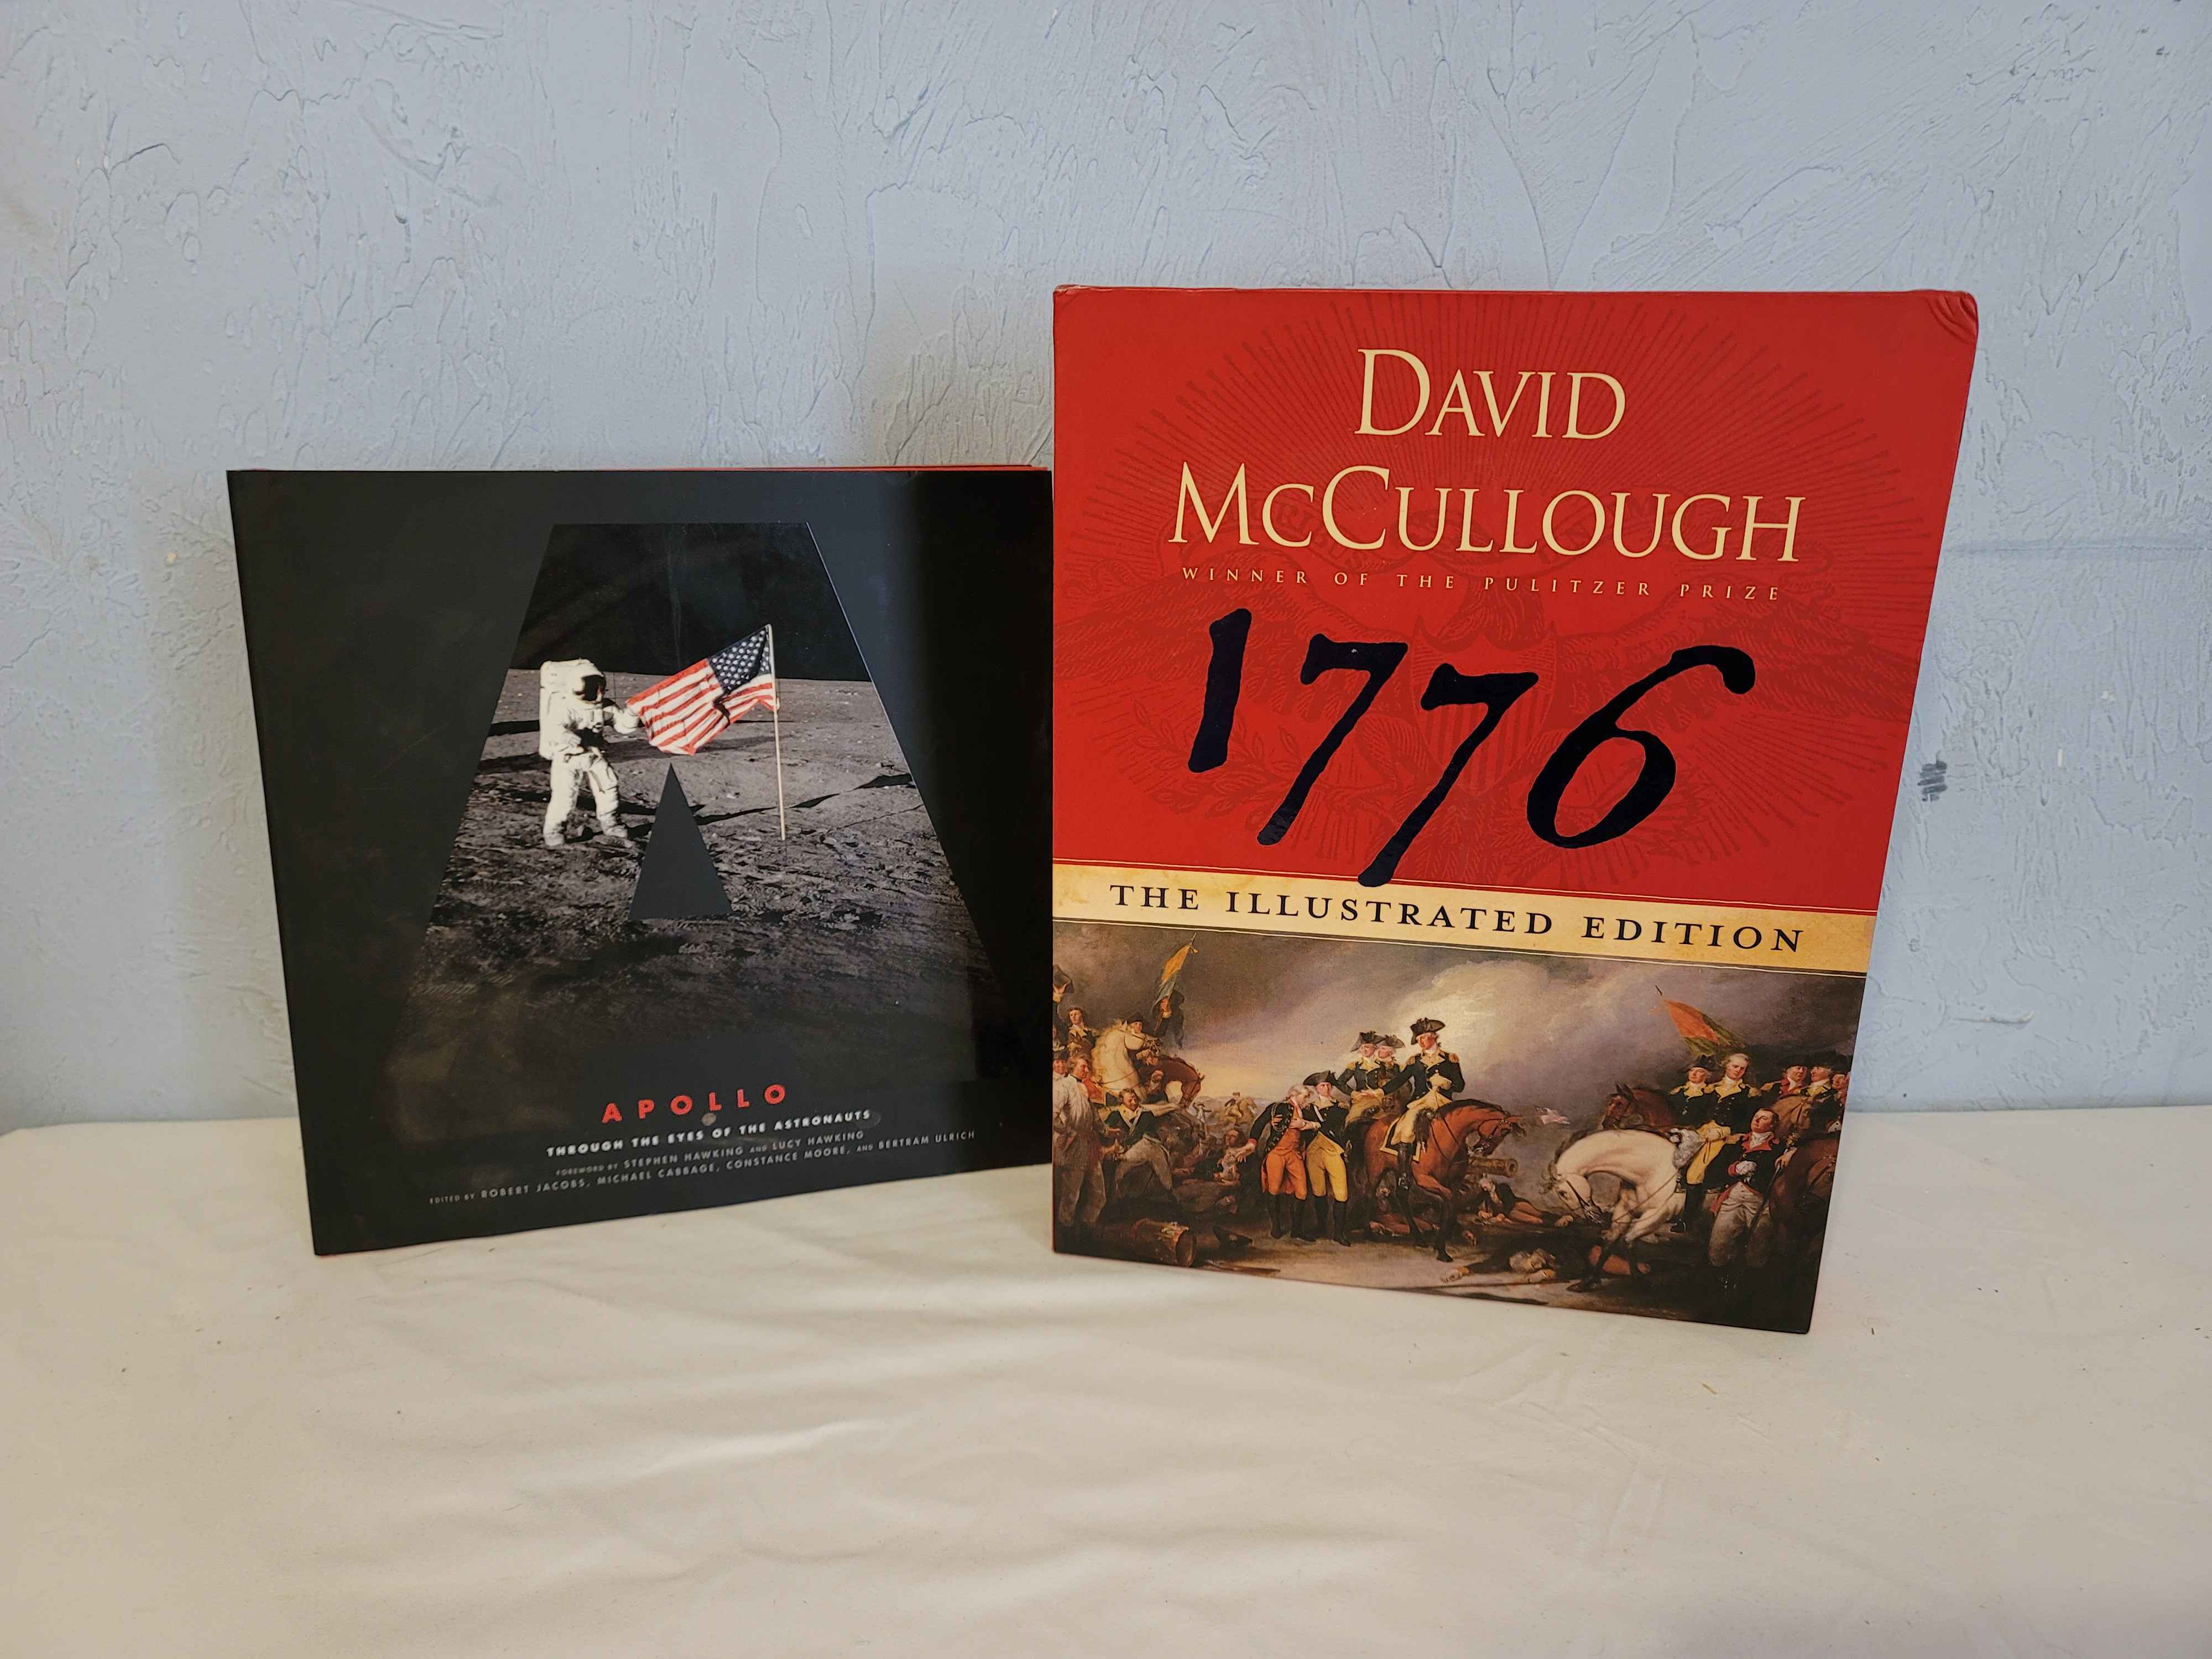 APOLLO
THROUGH THE EYES OF THE ASTRONAUTS
FOREWORD BY STEPHEN HAWKING AND LUCY HAWKING
EDITED BY ROBERT JACOBS, MICHAEL CABBAGE, CONSTANCE MOORE, AND BERTRAM ULRICH
DAVID
MCCULLOUGH
WINNER OF THE PULITZER PRIZE
1776
THE ILLUSTRATED EDITION